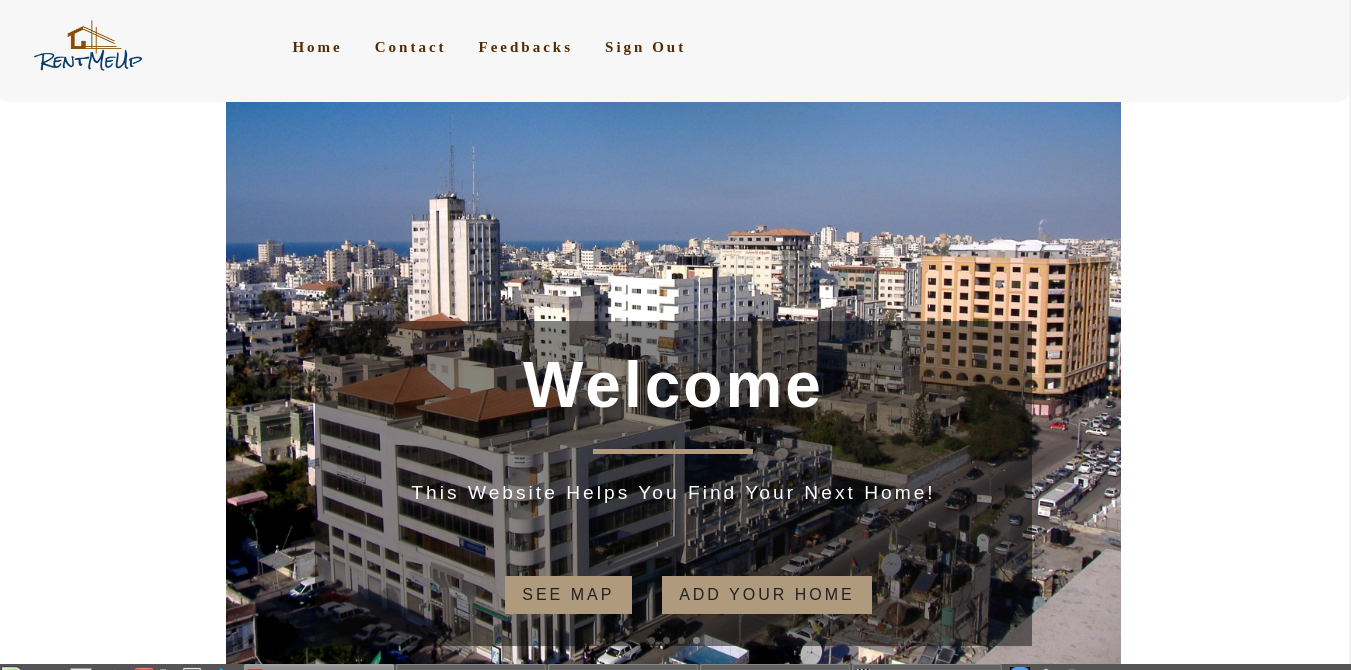 RentMeUp
Home Contact Feedbacks Sign Out
Welcome
This Website Helps You Find Your Next Home!
SEE MAP ADD YOUR HOME